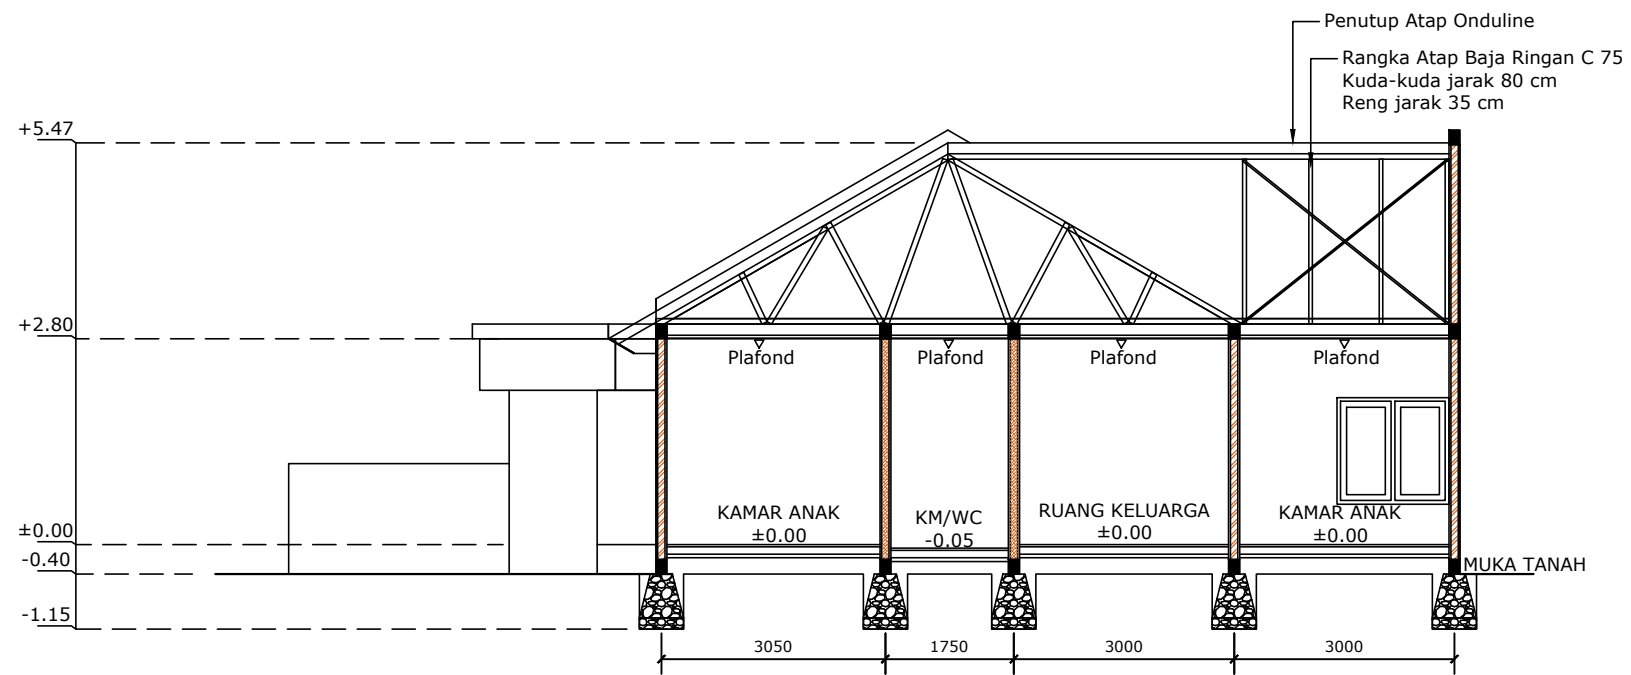 Penutup Atap Onduline
Rangka Atap Baja Ringan C 75
Kuda-kuda jarak 80 cm
Reng jarak 35 cm
+5.47
+2.80
Plafond
Plafond
Plafond
Plafond
KAMAR ANAK
±0.00
KM/WC
-0.05
RUANG KELUARGA
±0.00
KAMAR ANAK
±0.00
±0.00
-0.40
MUKA TANAH
-1.15
3050
1750
3000
3000